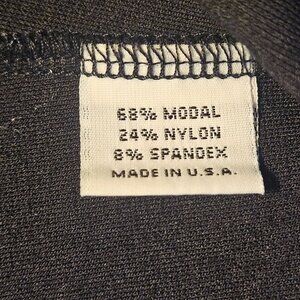 68% MODAL
24% NYLON
8% SPANDEX
MADE IN U.S.A.